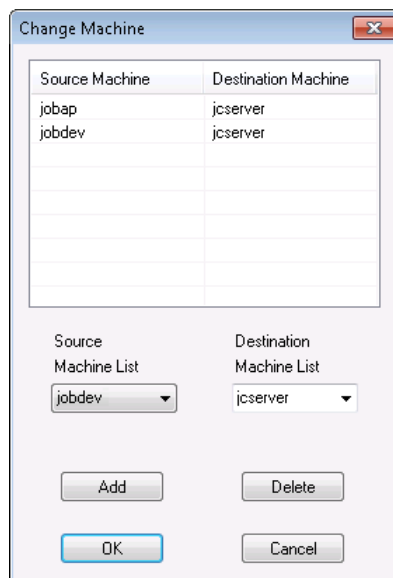 Change Machine
Source Machine Destination Machine
jobap jcserver
jobdev jcserver
Source Destination
Machine List Machine List
jobdev jcserver
Add Delete
OK Cancel